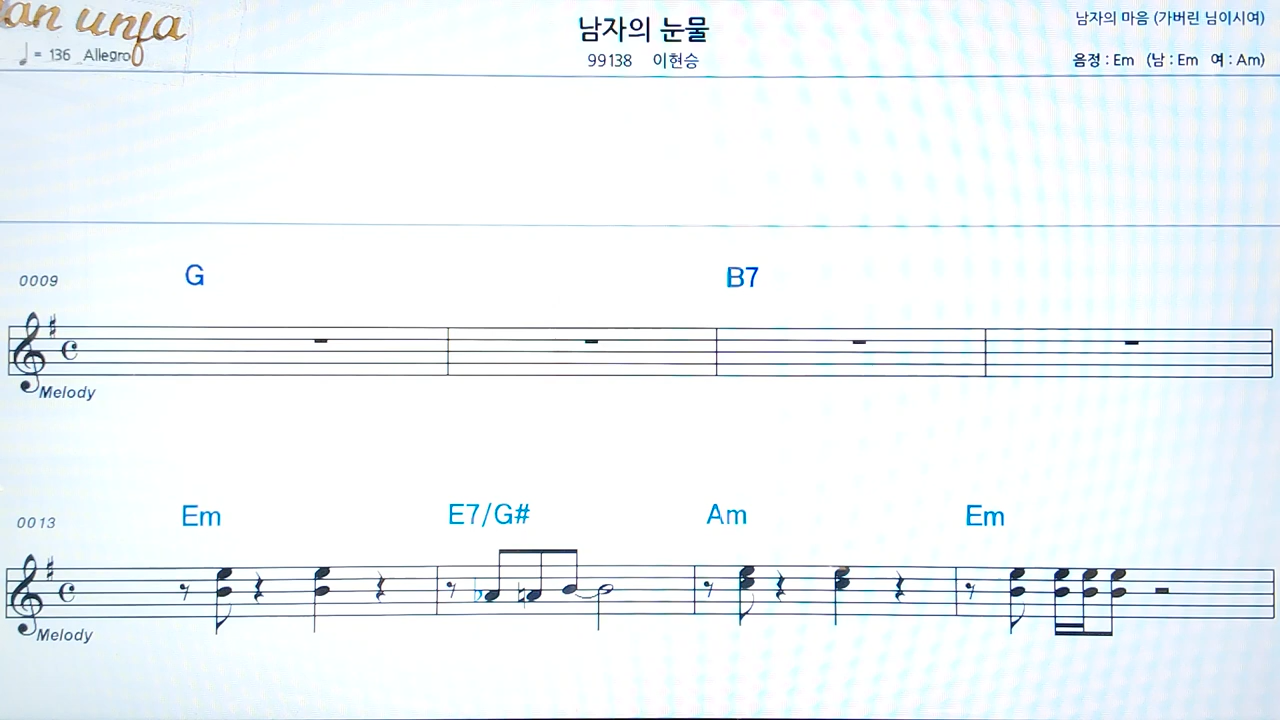 남자의 눈물
남자의 마음 (가버린 님이시여)
♩ = 136 Allegro
99138 이현승
음정 : Em (남 : Em 여 : Am)
0009
G B7
Melody
0013
Em E7/G# Am Em
Melody